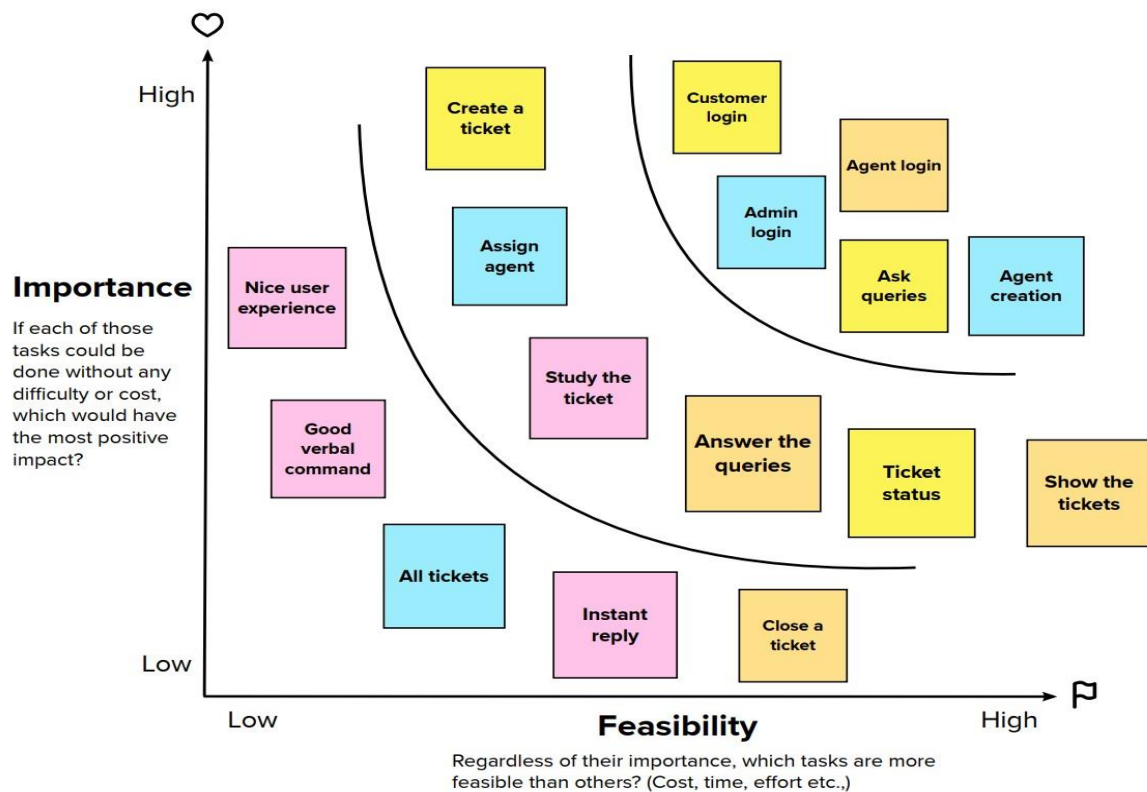 High
Create a
ticket
Customer
login
Agent login
Admin
login
Assign
agent
Ask
queries
Agent
creation
Importance
If each of those
tasks could be
done without any
difficulty or cost,
which would have
the most positive
impact?
Nice user
experience
Study the
ticket
Good
verbal
command
Answer the
queries
Ticket
status
Show the
tickets
All tickets
Instant
reply
Close a
ticket
Low
Low
Feasibility
High
Regardless of their importance, which tasks are more
feasible than others? (Cost, time, effort etc.,)